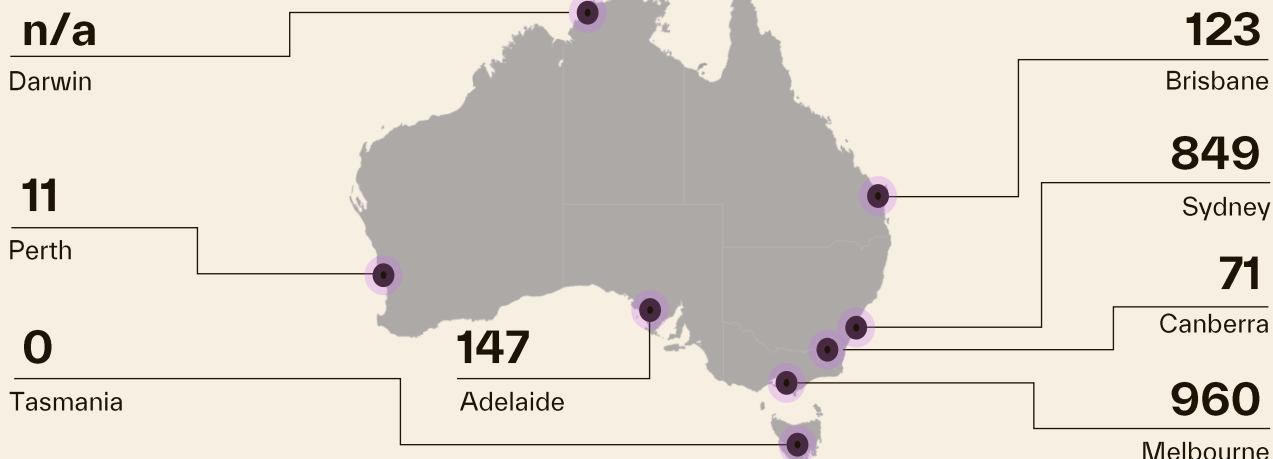 n/a
Darwin
11
Perth
0
Tasmania
147
Adelaide
123
Brisbane
849
Sydney
71
Canberra
960
Melbourne